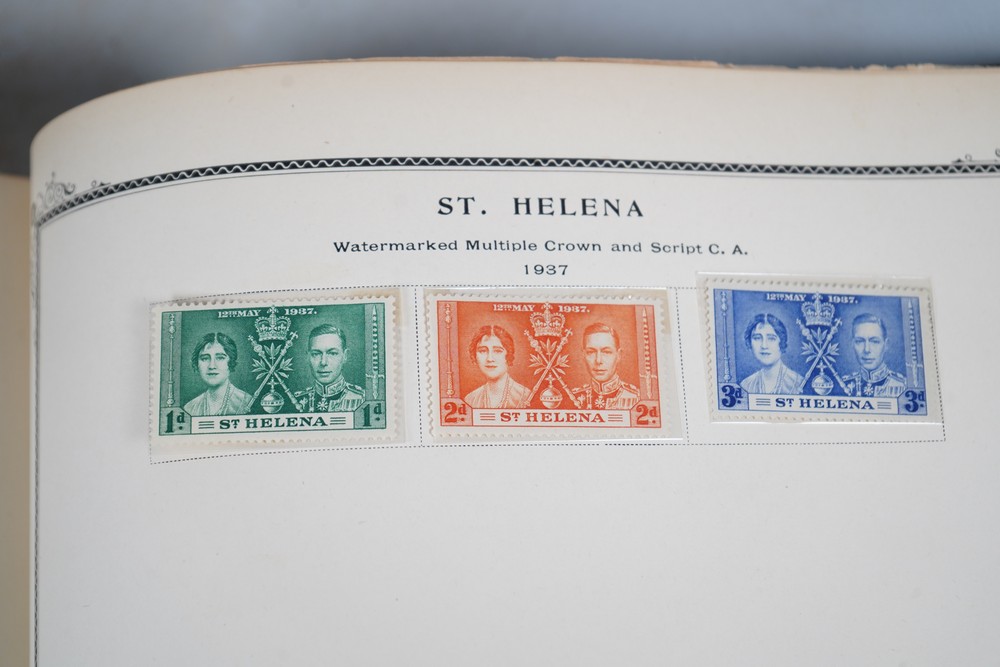 ST. HELENA
Watermarked Multiple Crown and Script C. A.
1937
12TH MAY 1937.
1d ST HELENA 1d
12TH MAY 1937.
2d ST HELENA 2d
12TH MAY 1937.
3d ST HELENA 3d